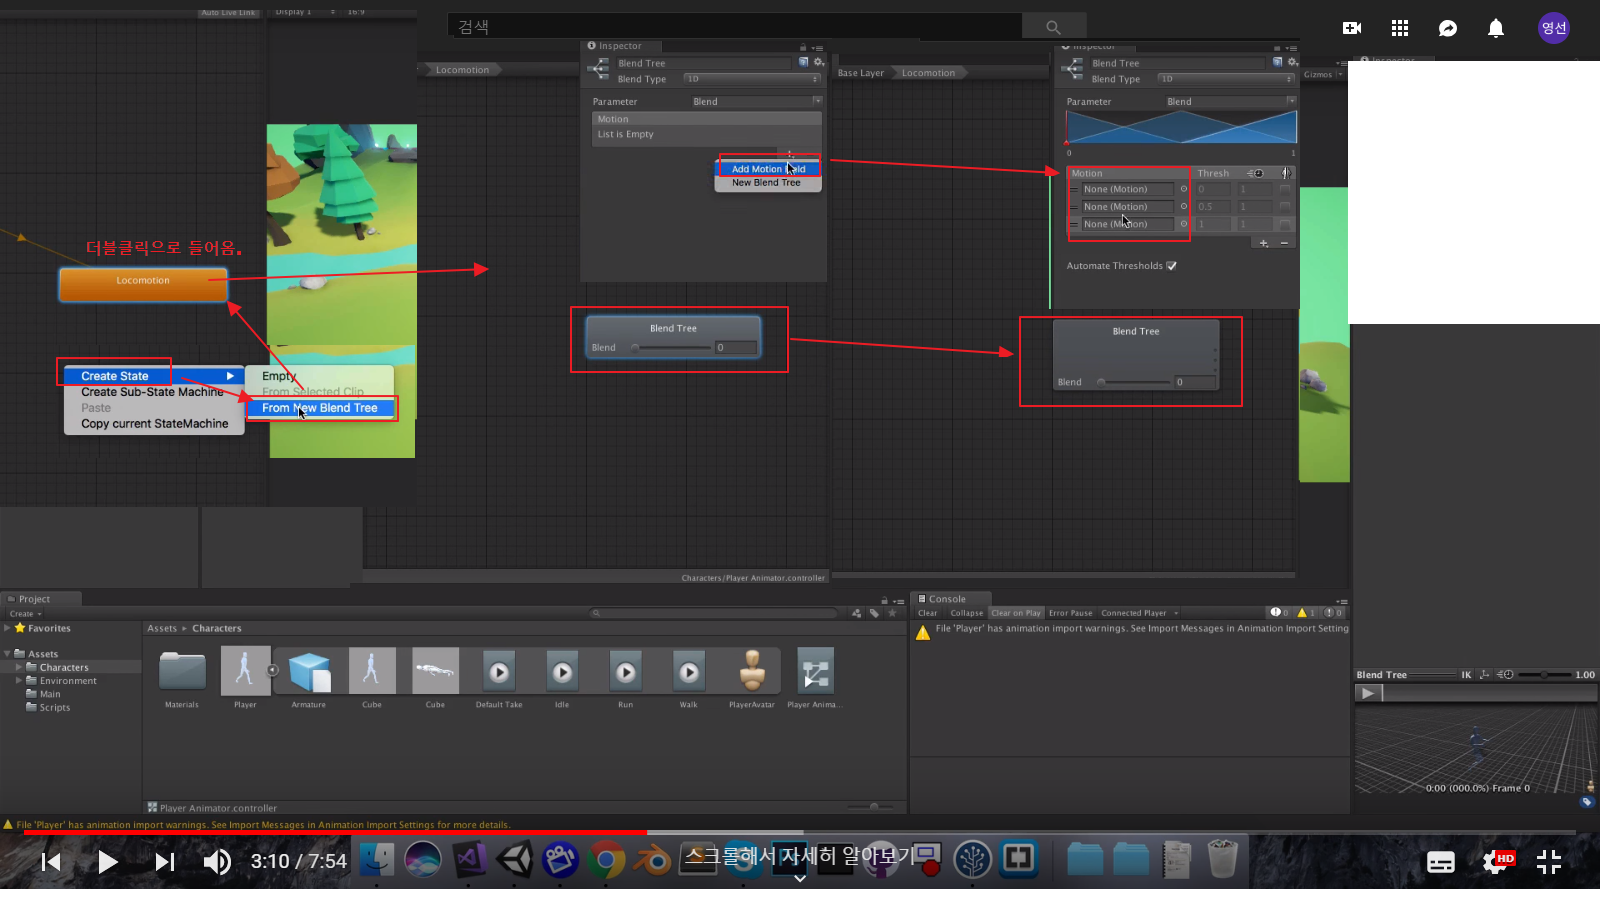 Auto Live Link
Display 1
16:9
검색
영선
Locomotion
Inspector
Blend Tree
Blend Type
1D
Parameter
Blend
Motion
List is Empty
Add Motion Field
New Blend Tree
Base Layer
Locomotion
Inspector
Blend Tree
Blend Type
1D
Parameter
Blend
0
1
Motion
Thresh
None (Motion)
0
1
None (Motion)
0.5
1
None (Motion)
1
1
Automate Thresholds
Gizmos
더블클릭으로 들어옴.
Locomotion
Create State
Create Sub-State Machine
Paste
Copy current StateMachine
Empty
From Selected Clip
From New Blend Tree
Blend Tree
Blend
0
Blend Tree
Blend
0
Characters/Player Animator.controller
Project
Create
Favorites
Assets
Characters
Environment
Main
Scripts
Assets ▸ Characters
Materials
Player
Armature
Cube
Cube
Default Take
Idle
Run
Walk
PlayerAvatar
Player Anima...
Player Animator.controller
Console
Clear
Collapse
Clear on Play
Error Pause
Connected Player
0
1
0
File 'Player' has animation import warnings. See Import Messages in Animation Import Setting
Blend Tree
IK
1.00
0:00 (000.0%) Frame 0
File 'Player' has animation import warnings. See Import Messages in Animation Import Settings for more details.
3:10 / 7:54
스크롤해서 자세히 알아보기
HD